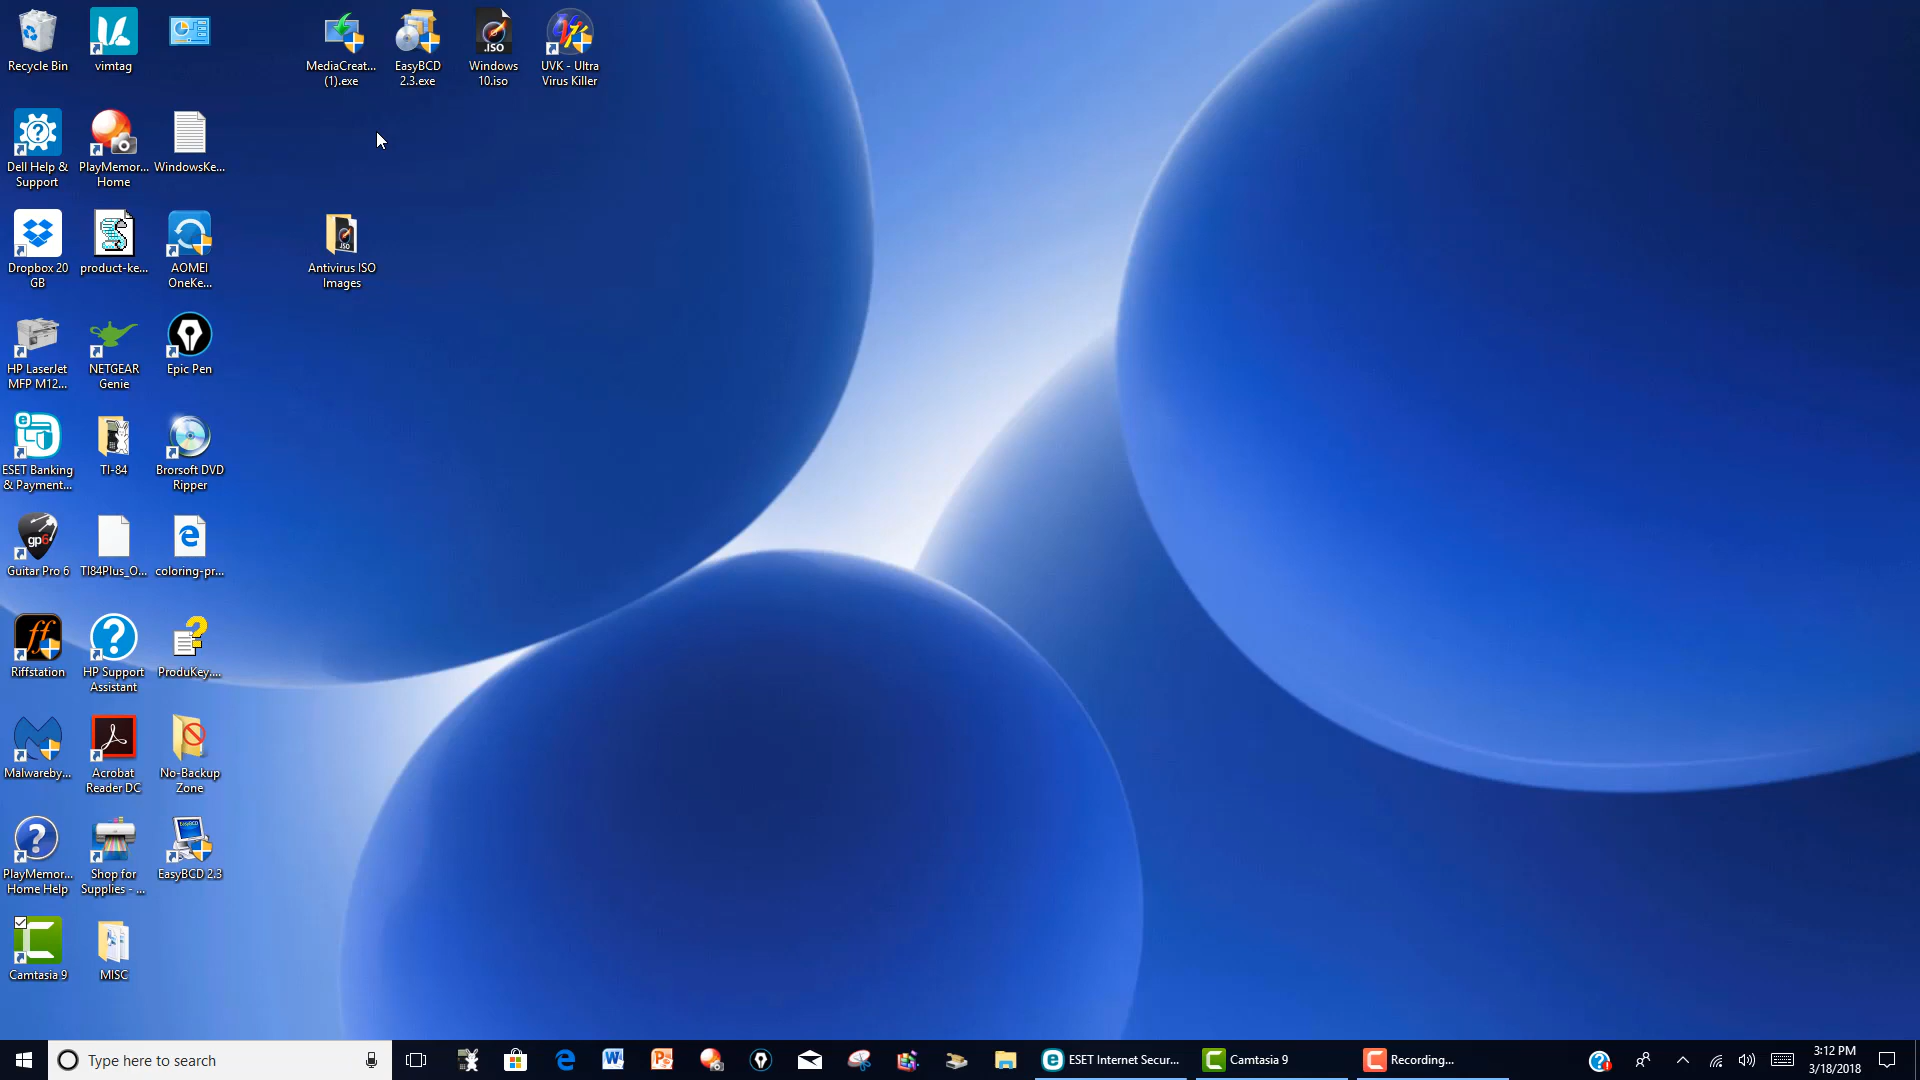 Recycle Bin
vimtag
MediaCreat...
(1).exe
EasyBCD
2.3.exe
.ISO
Windows
10.iso
UVK - Ultra
Virus Killer
Dell Help &
Support
PlayMemor...
Home
WindowsKe...
Dropbox 20
GB
product-ke...
AOMEI
OneKe...
ISO
Antivirus ISO
Images
HP LaserJet
MFP M12...
NETGEAR
Genie
Epic Pen
ESET Banking
& Payment...
TI-84
Brorsoft DVD
Ripper
gp6
Guitar Pro 6
TI84Plus_O...
coloring-pr...
ff
Riffstation
HP Support
Assistant
ProduKey....
Malwareby...
Acrobat
Reader DC
No-Backup
Zone
PlayMemor...
Home Help
Shop for
Supplies - ...
EasyBCD 2.3
Camtasia 9
MISC
Type here to search
ESET Internet Secur...
Camtasia 9
Recording...
3:12 PM
3/18/2018